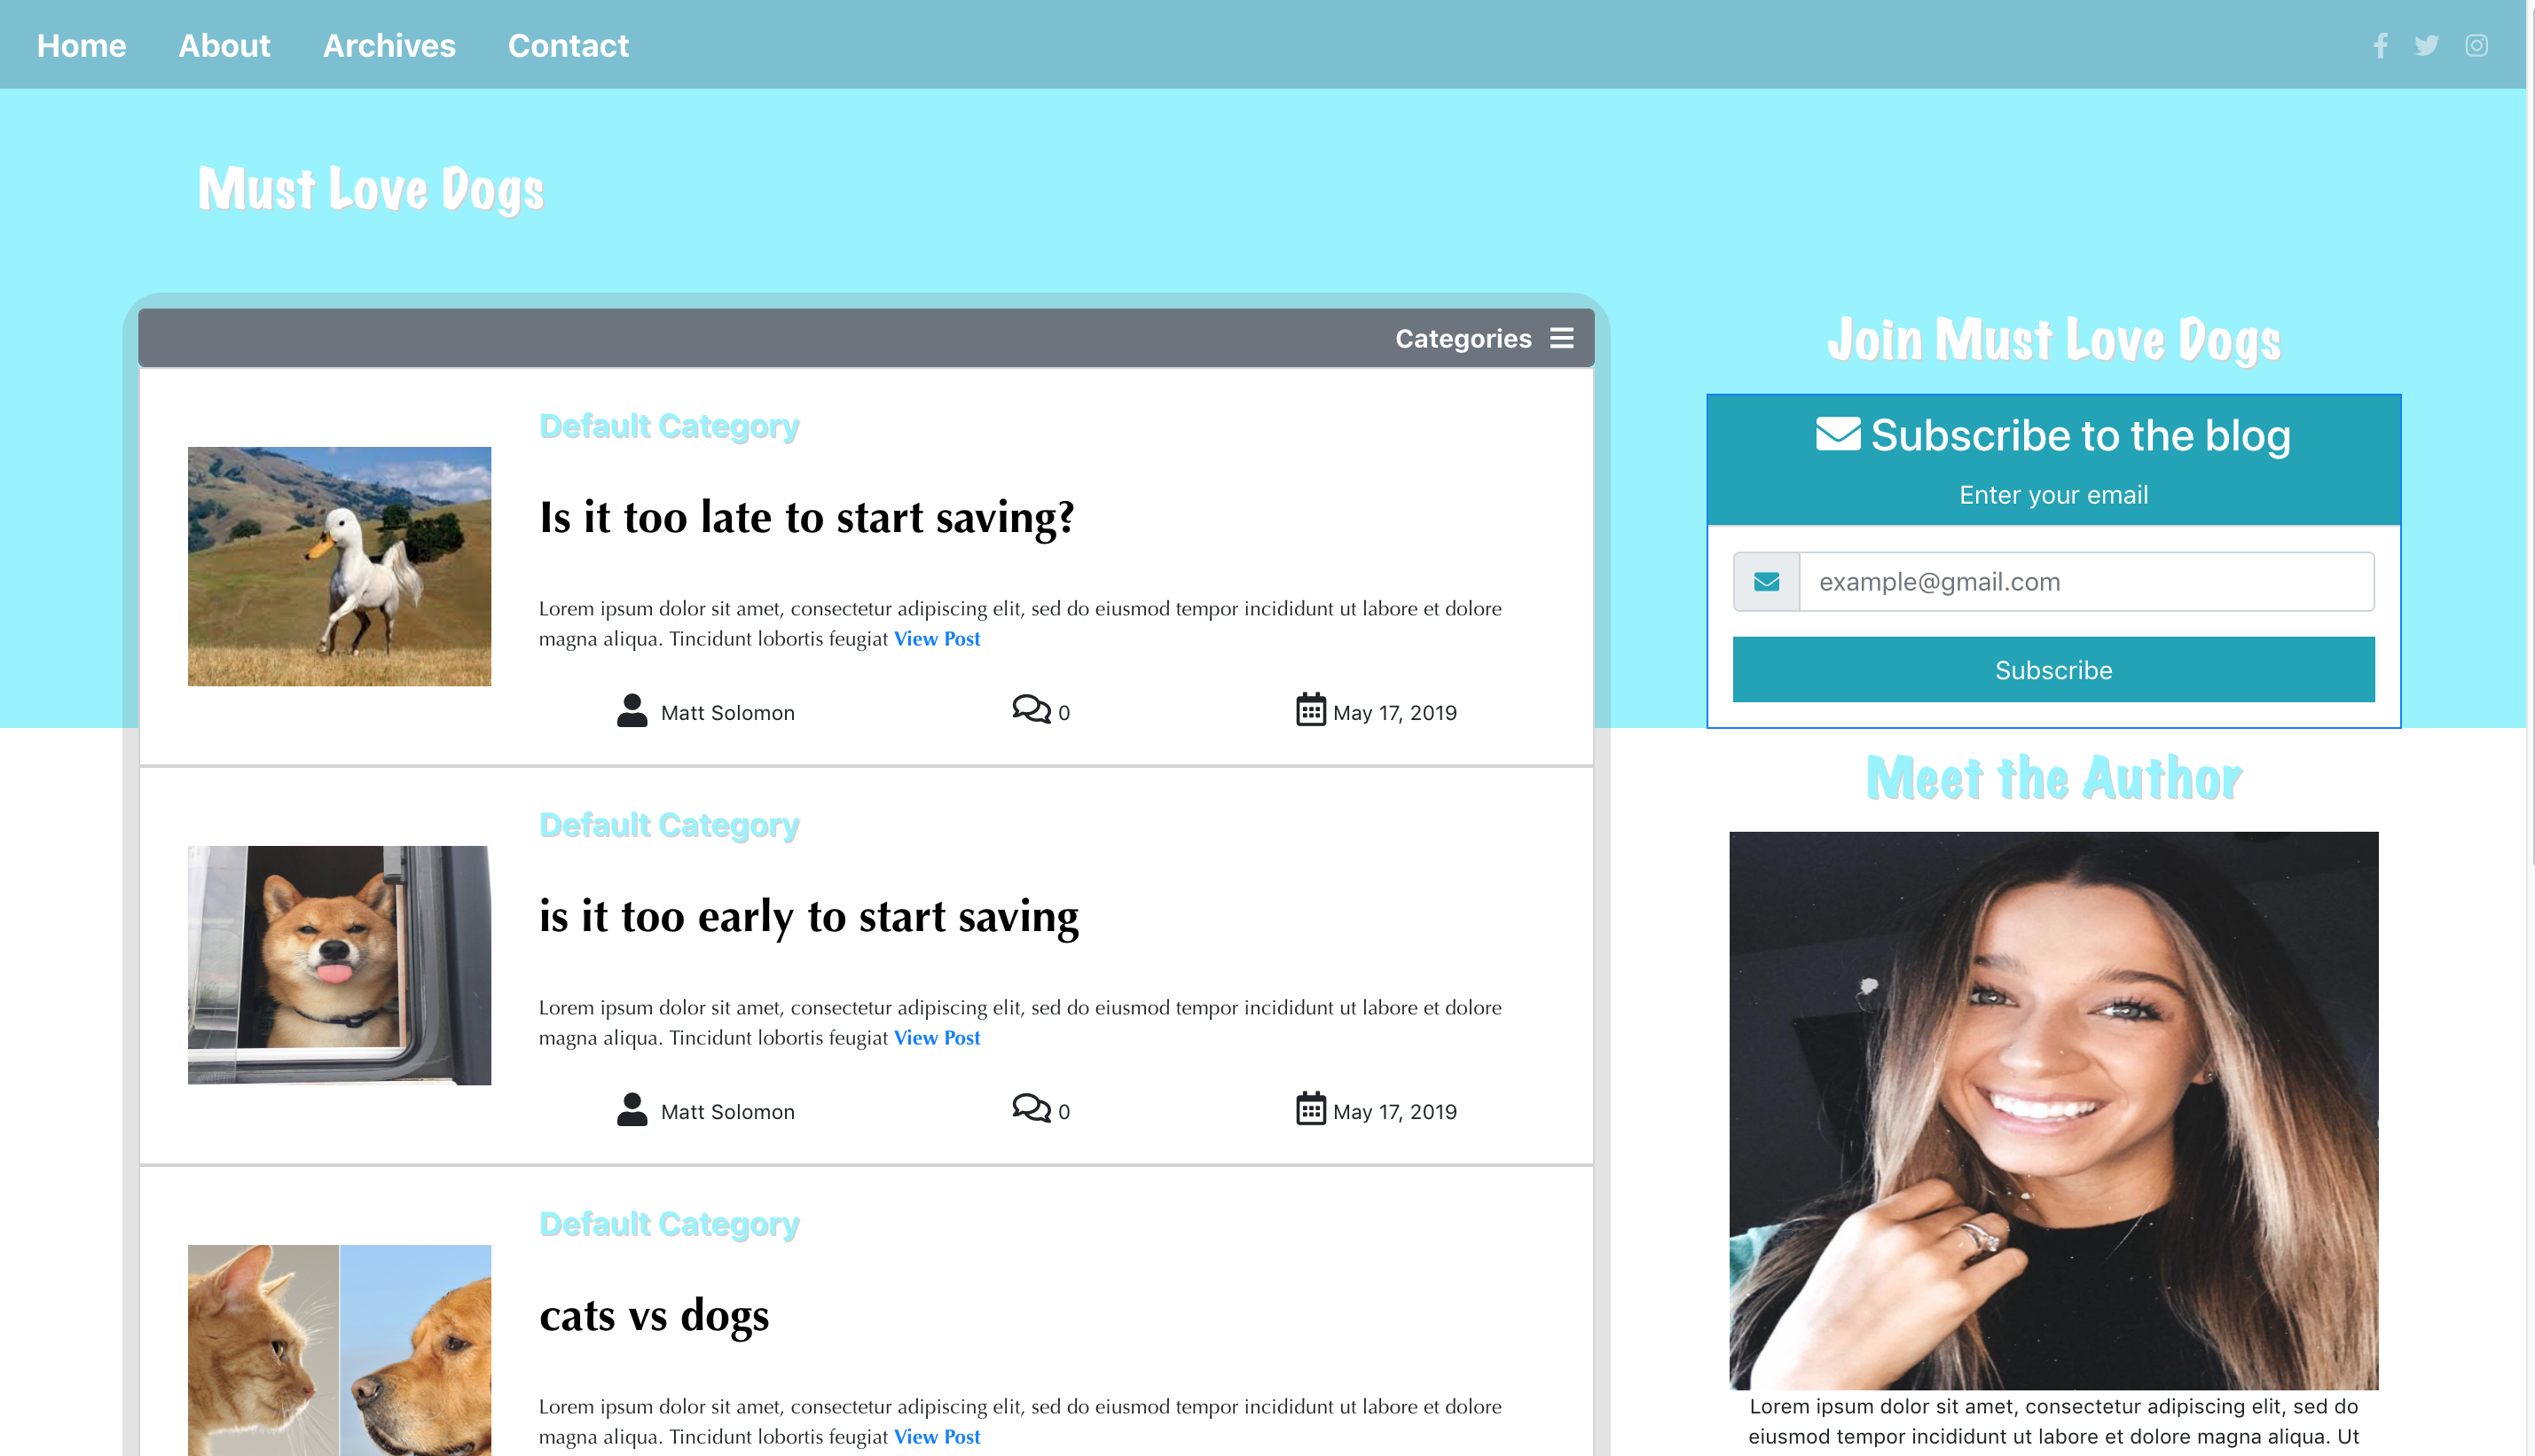 Home About Archives Contact
Must Love Dogs
Categories
Default Category
Is it too late to start saving?
Lorem ipsum dolor sit amet, consectetur adipiscing elit, sed do eiusmod tempor incididunt ut labore et dolore
magna aliqua. Tincidunt lobortis feugiat View Post
Matt Solomon 0 May 17, 2019
Default Category
is it too early to start saving
Lorem ipsum dolor sit amet, consectetur adipiscing elit, sed do eiusmod tempor incididunt ut labore et dolore
magna aliqua. Tincidunt lobortis feugiat View Post
Matt Solomon 0 May 17, 2019
Default Category
cats vs dogs
Lorem ipsum dolor sit amet, consectetur adipiscing elit, sed do eiusmod tempor incididunt ut labore et dolore
magna aliqua. Tincidunt lobortis feugiat View Post
Join Must Love Dogs
Subscribe to the blog
Enter your email
example@gmail.com
Subscribe
Meet the Author
Lorem ipsum dolor sit amet, consectetur adipiscing elit, sed do
eiusmod tempor incididunt ut labore et dolore magna aliqua. Ut